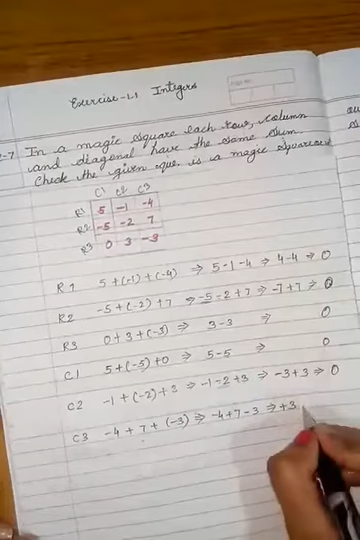 Exercise-1.1 Integers
Q-7 In a magic square each row, column
and diagonal have the same sum.
Check the given que. is a magic square
C1 C2 C3
R1 5 -1 -4
R2 -5 -2 7
R3 0 3 -3
R1 5+(-1)+(-4) ⇒ 5-1-4 ⇒ 4-4 ⇒ 0
R2 -5+(-2)+7 ⇒ -5-2+7 ⇒ -7+7 ⇒ 0
R3 0+3+(-3) ⇒ 3-3 ⇒ 0
C1 5+(-5)+0 ⇒ 5-5 ⇒ 0
C2 -1+(-2)+3 ⇒ -1-2+3 ⇒ -3+3 ⇒ 0
C3 -4+7+(-3) ⇒ -4+7-3 ⇒ +3